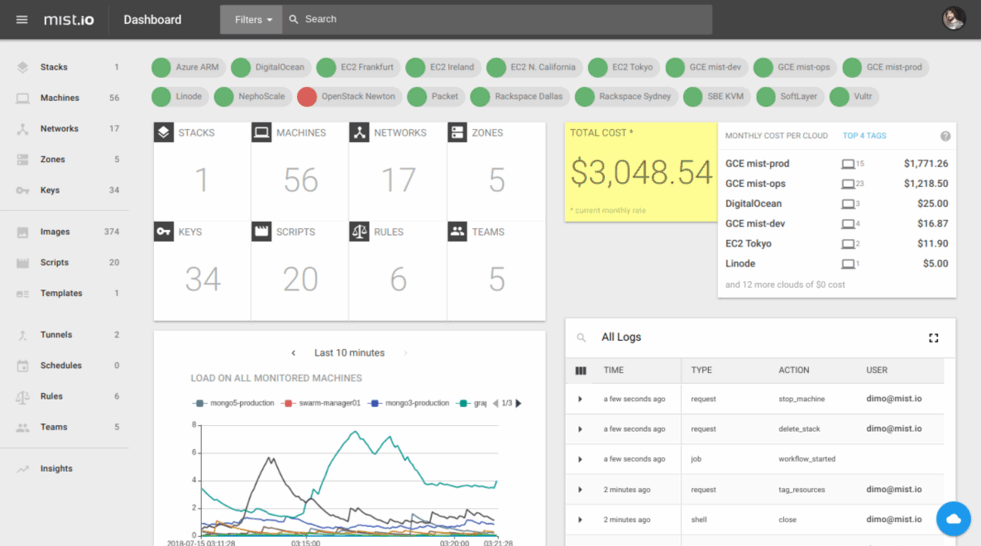 mist.io Dashboard Filters Search
Stacks 1
Machines 56
Networks 17
Zones 5
Keys 34
Images 374
Scripts 20
Templates 1
Tunnels 2
Schedules 0
Rules 6
Teams 5
Insights
Azure ARM DigitalOcean EC2 Frankfurt EC2 Ireland EC2 N. California EC2 Tokyo GCE mist-dev GCE mist-ops GCE mist-prod
Linode NephoScale OpenStack Newton Packet Rackspace Dallas Rackspace Sydney SBE KVM SoftLayer Vultr
STACKS MACHINES NETWORKS ZONES
1 56 17 5
KEYS SCRIPTS RULES TEAMS
34 20 6 5
TOTAL COST *
$3,048.54
* current monthly rate
MONTHLY COST PER CLOUD TOP 4 TAGS ?
GCE mist-prod 15 $1,771.26
GCE mist-ops 23 $1,218.50
DigitalOcean 3 $25.00
GCE mist-dev 4 $16.87
EC2 Tokyo 2 $11.90
Linode 1 $5.00
and 12 more clouds of $0 cost
Last 10 minutes
LOAD ON ALL MONITORED MACHINES
mongo5-production swarm-manager01 mongo3-production grap 1/3
8
6
4
2
0
2018-07-15 03:11:28 03:15:00 03:20:00 03:21:28
All Logs
TIME TYPE ACTION USER
a few seconds ago request stop_machine dimo@mist.io
a few seconds ago request delete_stack dimo@mist.io
a few seconds ago job workflow_started
2 minutes ago request tag_resources dimo@mist.io
2 minutes ago shell close dimo@mist.io